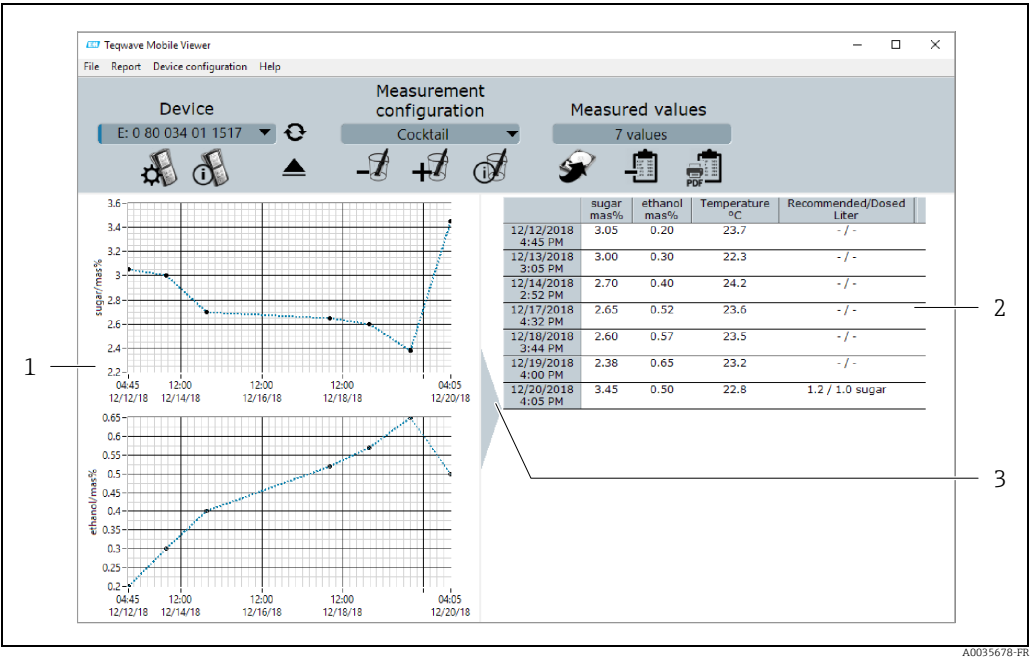 Teqwave Mobile Viewer
File Report Device configuration Help
Device
Measurement
configuration
Measured values
E: 0 80 034 01 1517
Cocktail
7 values
PDF
3.6
3.4
3.2
3
2.8
2.6
2.4
2.2
sugar/mas%
04:45 12:00 12:00 12:00 04:05
12/12/18 12/14/18 12/16/18 12/18/18 12/20/18
0.65
0.6
0.55
0.5
0.45
0.4
0.35
0.3
0.25
0.2
ethanol/mas%
04:45 12:00 12:00 12:00 04:05
12/12/18 12/14/18 12/16/18 12/18/18 12/20/18
sugar ethanol Temperature Recommended/Dosed
mas% mas% °C Liter
12/12/2018 3.05 0.20 23.7 - / -
4:45 PM
12/13/2018 3.00 0.30 22.3 - / -
3:05 PM
12/14/2018 2.70 0.40 24.2 - / -
2:52 PM
12/17/2018 2.65 0.52 23.6 - / -
4:32 PM
12/18/2018 2.60 0.57 23.5 - / -
3:44 PM
12/19/2018 2.38 0.65 23.2 - / -
4:00 PM
12/20/2018 3.45 0.50 22.8 1.2 / 1.0 sugar
4:05 PM
1
2
3
A0035678-FR